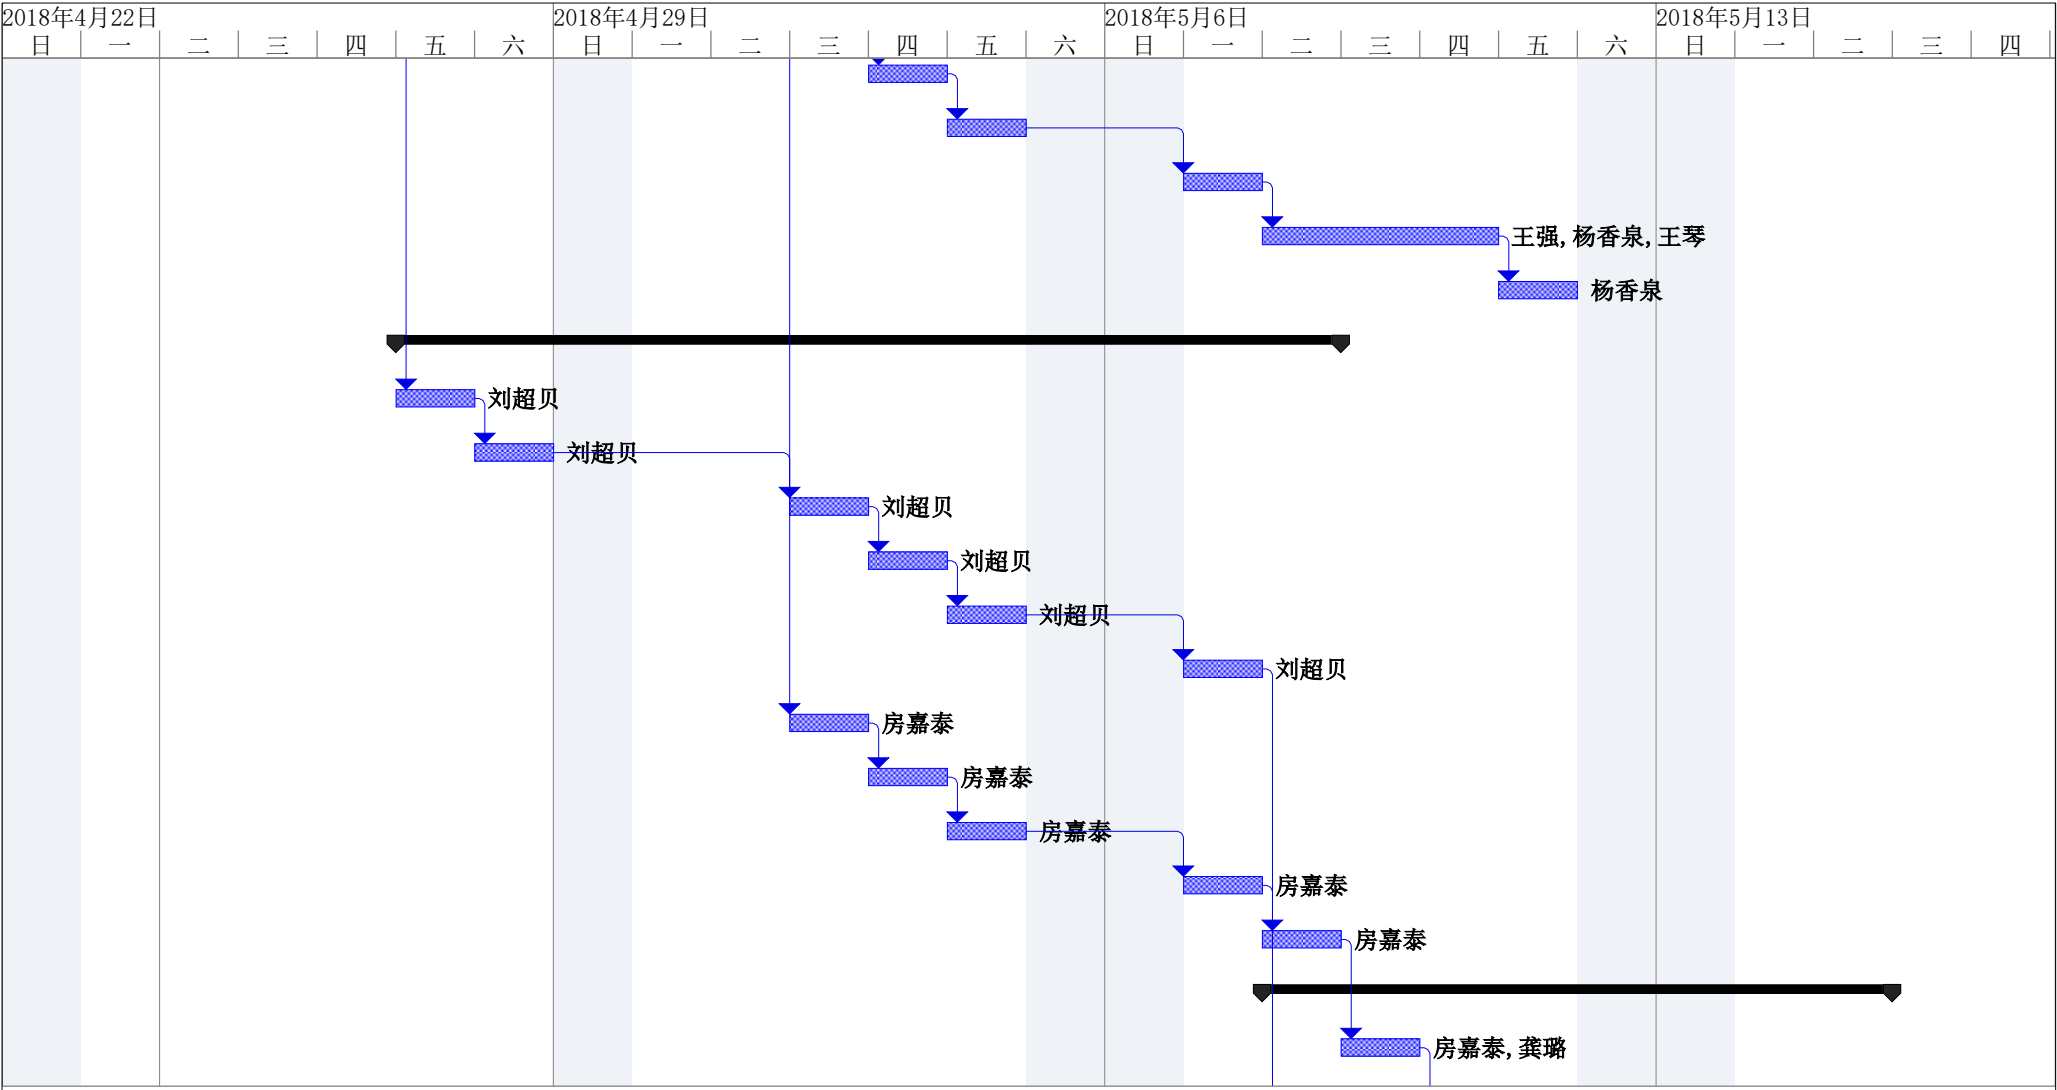 2018年4月22日 2018年4月29日 2018年5月6日 2018年5月13日
日 一 二 三 四 五 六 日 一 二 三 四 五 六 日 一 二 三 四 五 六 日 一 二 三 四
王强, 杨香泉, 王琴
杨香泉
刘超贝
刘超贝
刘超贝
刘超贝
刘超贝
刘超贝
房嘉泰
房嘉泰
房嘉泰
房嘉泰
房嘉泰
房嘉泰, 龚璐